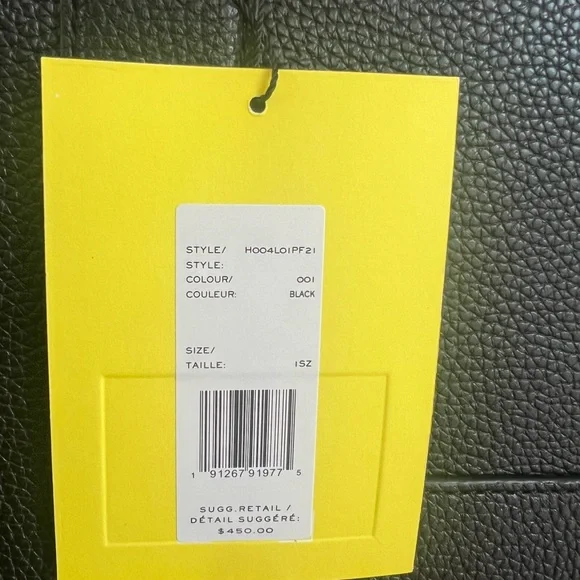 STYLE/ H004L01PF21
STYLE:
COLOUR/ 001
COULEUR: BLACK
SIZE/
TAILLE: 1SZ
1 91267 91977 5
SUGG.RETAIL /
DÉTAIL SUGGÉRÉ:
$450.00